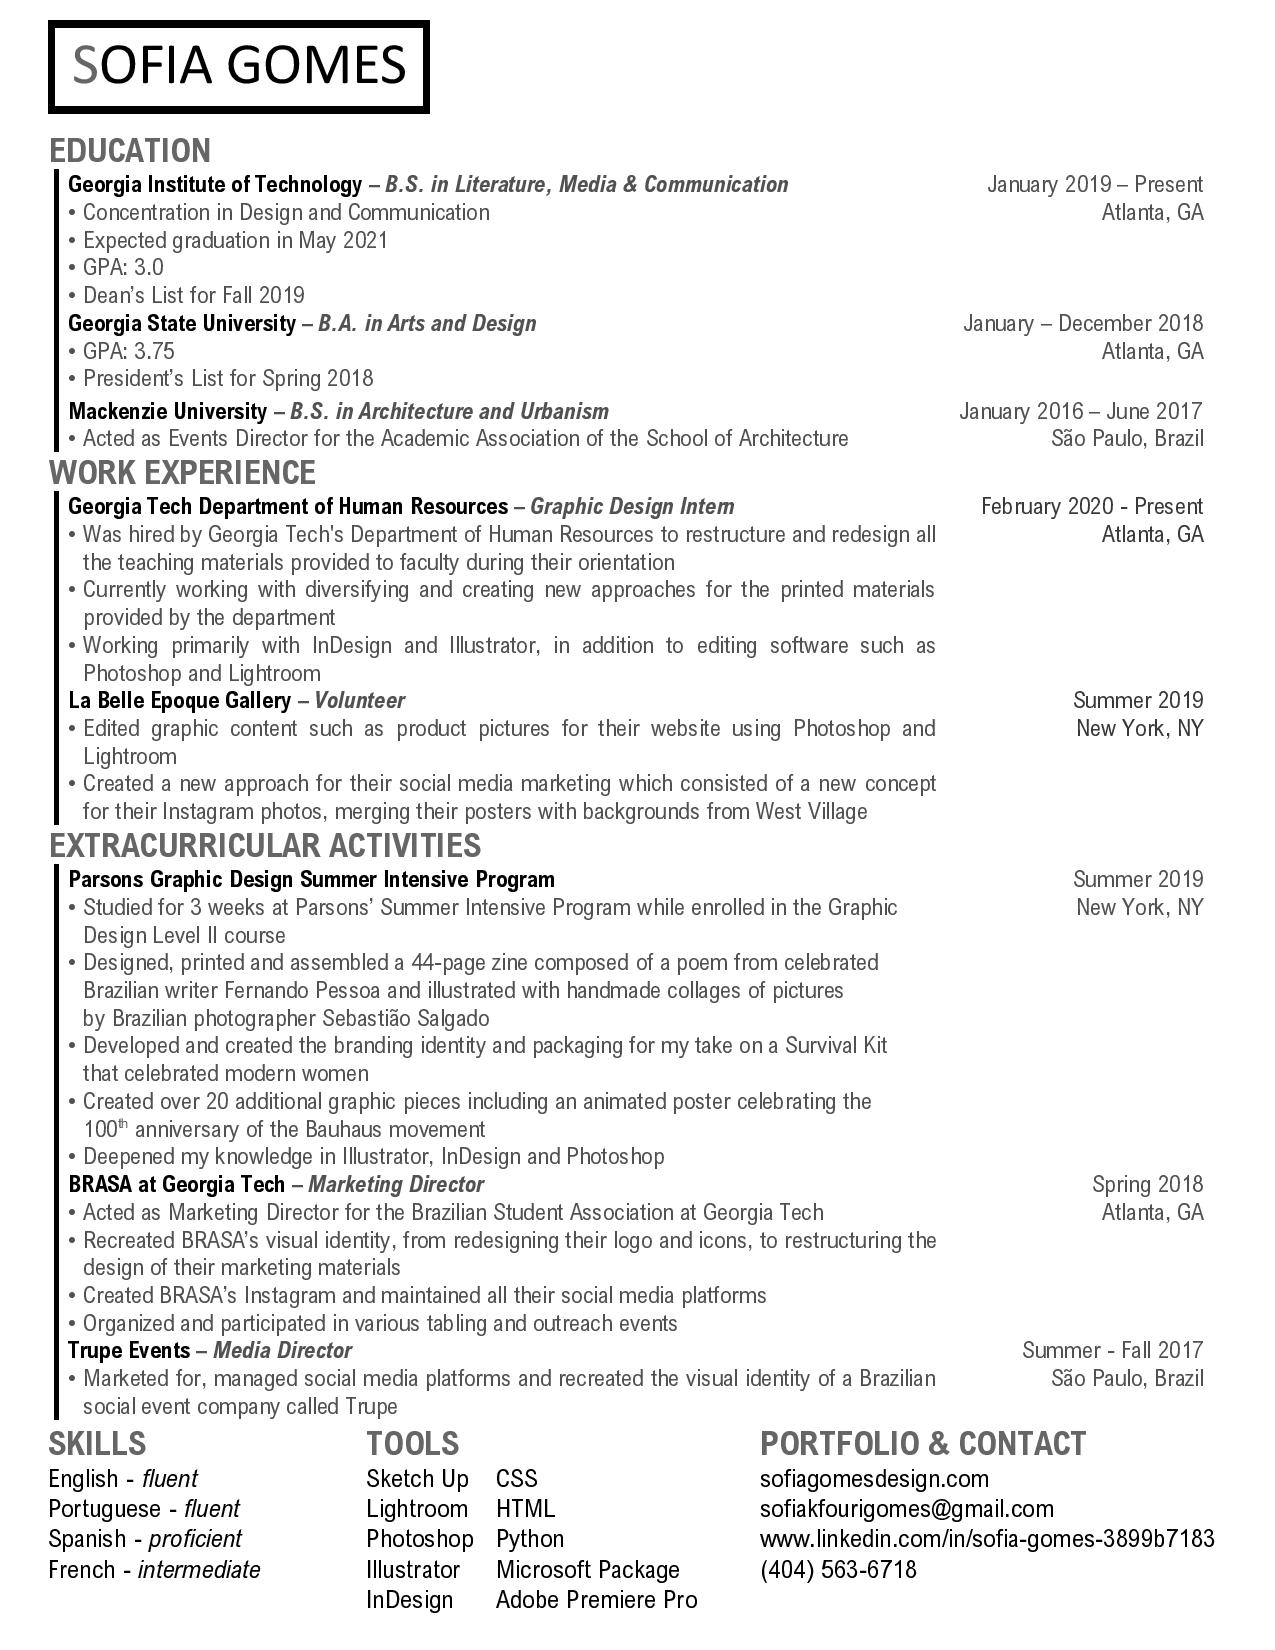 SOFIA GOMES
EDUCATION
Georgia Institute of Technology – B.S. in Literature, Media & Communication January 2019 – Present
• Concentration in Design and Communication Atlanta, GA
• Expected graduation in May 2021
• GPA: 3.0
• Dean’s List for Fall 2019
Georgia State University – B.A. in Arts and Design January – December 2018
• GPA: 3.75 Atlanta, GA
• President’s List for Spring 2018
Mackenzie University – B.S. in Architecture and Urbanism January 2016 – June 2017
• Acted as Events Director for the Academic Association of the School of Architecture São Paulo, Brazil
WORK EXPERIENCE
Georgia Tech Department of Human Resources – Graphic Design Intern February 2020 - Present
• Was hired by Georgia Tech's Department of Human Resources to restructure and redesign all Atlanta, GA
the teaching materials provided to faculty during their orientation
• Currently working with diversifying and creating new approaches for the printed materials
provided by the department
• Working primarily with InDesign and Illustrator, in addition to editing software such as
Photoshop and Lightroom
La Belle Epoque Gallery – Volunteer Summer 2019
• Edited graphic content such as product pictures for their website using Photoshop and New York, NY
Lightroom
• Created a new approach for their social media marketing which consisted of a new concept
for their Instagram photos, merging their posters with backgrounds from West Village
EXTRACURRICULAR ACTIVITIES
Parsons Graphic Design Summer Intensive Program Summer 2019
• Studied for 3 weeks at Parsons’ Summer Intensive Program while enrolled in the Graphic New York, NY
Design Level II course
• Designed, printed and assembled a 44-page zine composed of a poem from celebrated
Brazilian writer Fernando Pessoa and illustrated with handmade collages of pictures
by Brazilian photographer Sebastião Salgado
• Developed and created the branding identity and packaging for my take on a Survival Kit
that celebrated modern women
• Created over 20 additional graphic pieces including an animated poster celebrating the
100th anniversary of the Bauhaus movement
• Deepened my knowledge in Illustrator, InDesign and Photoshop
BRASA at Georgia Tech – Marketing Director Spring 2018
• Acted as Marketing Director for the Brazilian Student Association at Georgia Tech Atlanta, GA
• Recreated BRASA’s visual identity, from redesigning their logo and icons, to restructuring the
design of their marketing materials
• Created BRASA’s Instagram and maintained all their social media platforms
• Organized and participated in various tabling and outreach events
Trupe Events – Media Director Summer - Fall 2017
• Marketed for, managed social media platforms and recreated the visual identity of a Brazilian São Paulo, Brazil
social event company called Trupe
SKILLS
English - fluent
Portuguese - fluent
Spanish - proficient
French - intermediate
TOOLS
Sketch Up CSS
Lightroom HTML
Photoshop Python
Illustrator Microsoft Package
InDesign Adobe Premiere Pro
PORTFOLIO & CONTACT
sofiagomesdesign.com
sofiakfourigomes@gmail.com
www.linkedin.com/in/sofia-gomes-3899b7183
(404) 563-6718